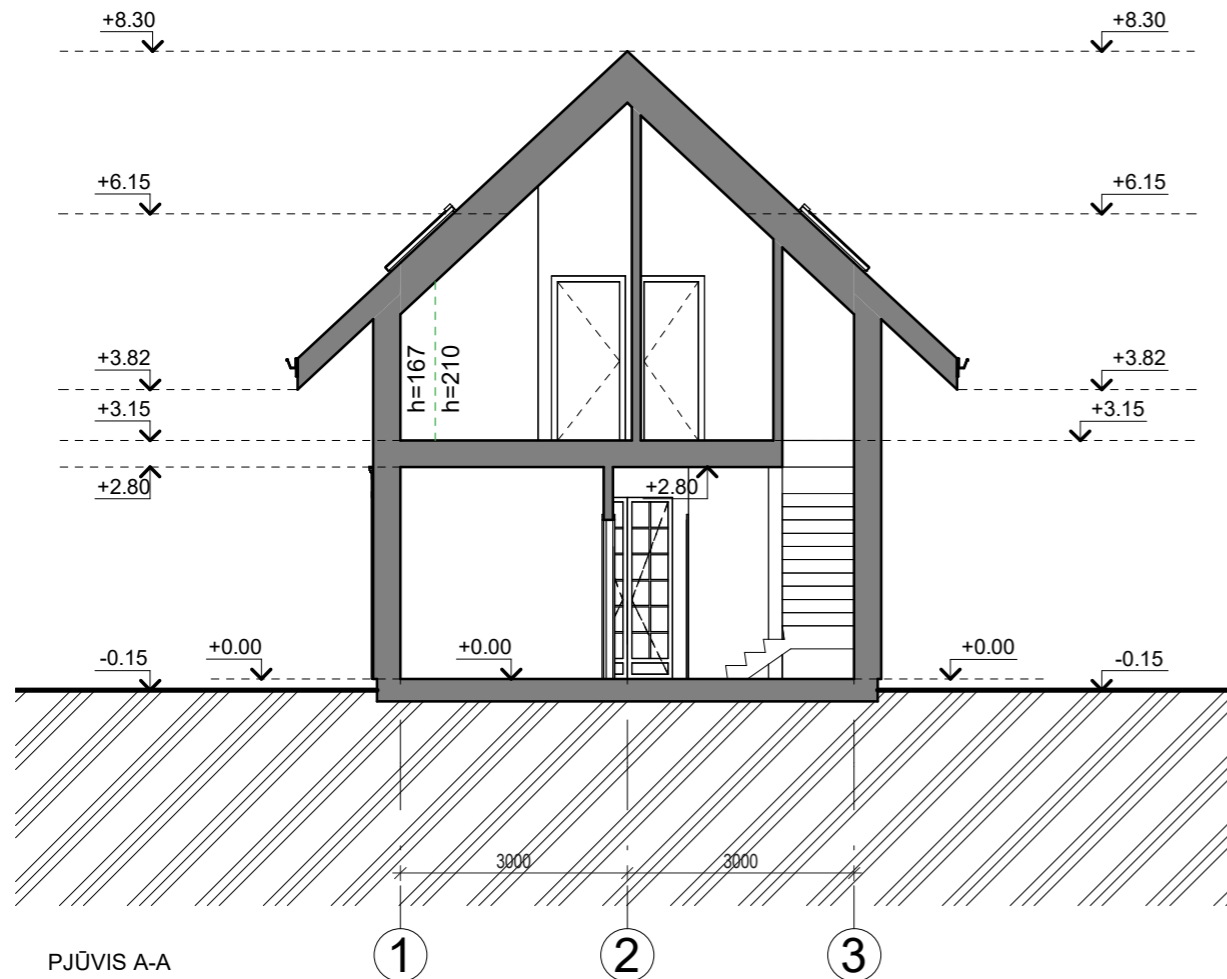 +8.30 +8.30
+6.15 +6.15
h=167
h=210
+3.82 +3.82
+3.15 +3.15
+2.80 +2.80
+0.00 +0.00 +0.00
-0.15 -0.15
3000 3000
1 2 3
PJŪVIS A-A